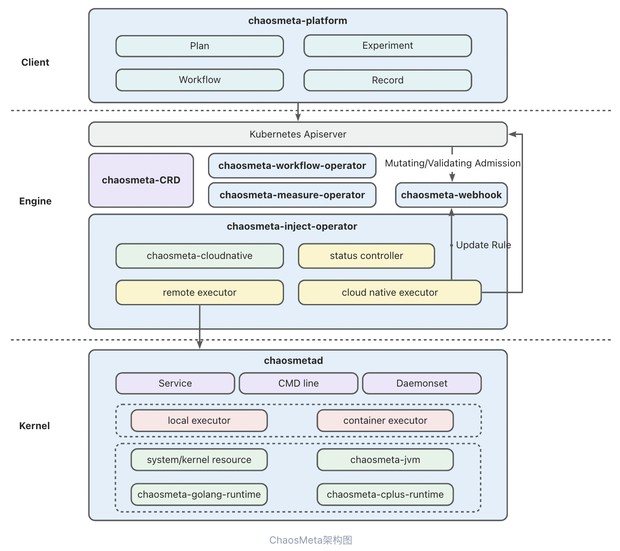 chaosmeta-platform
Plan
Experiment
Client
Workflow
Record
Kubernetes Apiserver
Mutating/Validating Admission
chaosmeta-CRD
chaosmeta-workflow-operator
chaosmeta-measure-operator
chaosmeta-webhook
Engine
chaosmeta-inject-operator
Update Rule
chaosmeta-cloudnative
status controller
remote executor
cloud native executor
chaosmetad
Service
CMD line
Daemonset
local executor
container executor
Kernel
system/kernel resource
chaosmeta-jvm
chaosmeta-golang-runtime
chaosmeta-cplus-runtime
ChaosMeta架构图